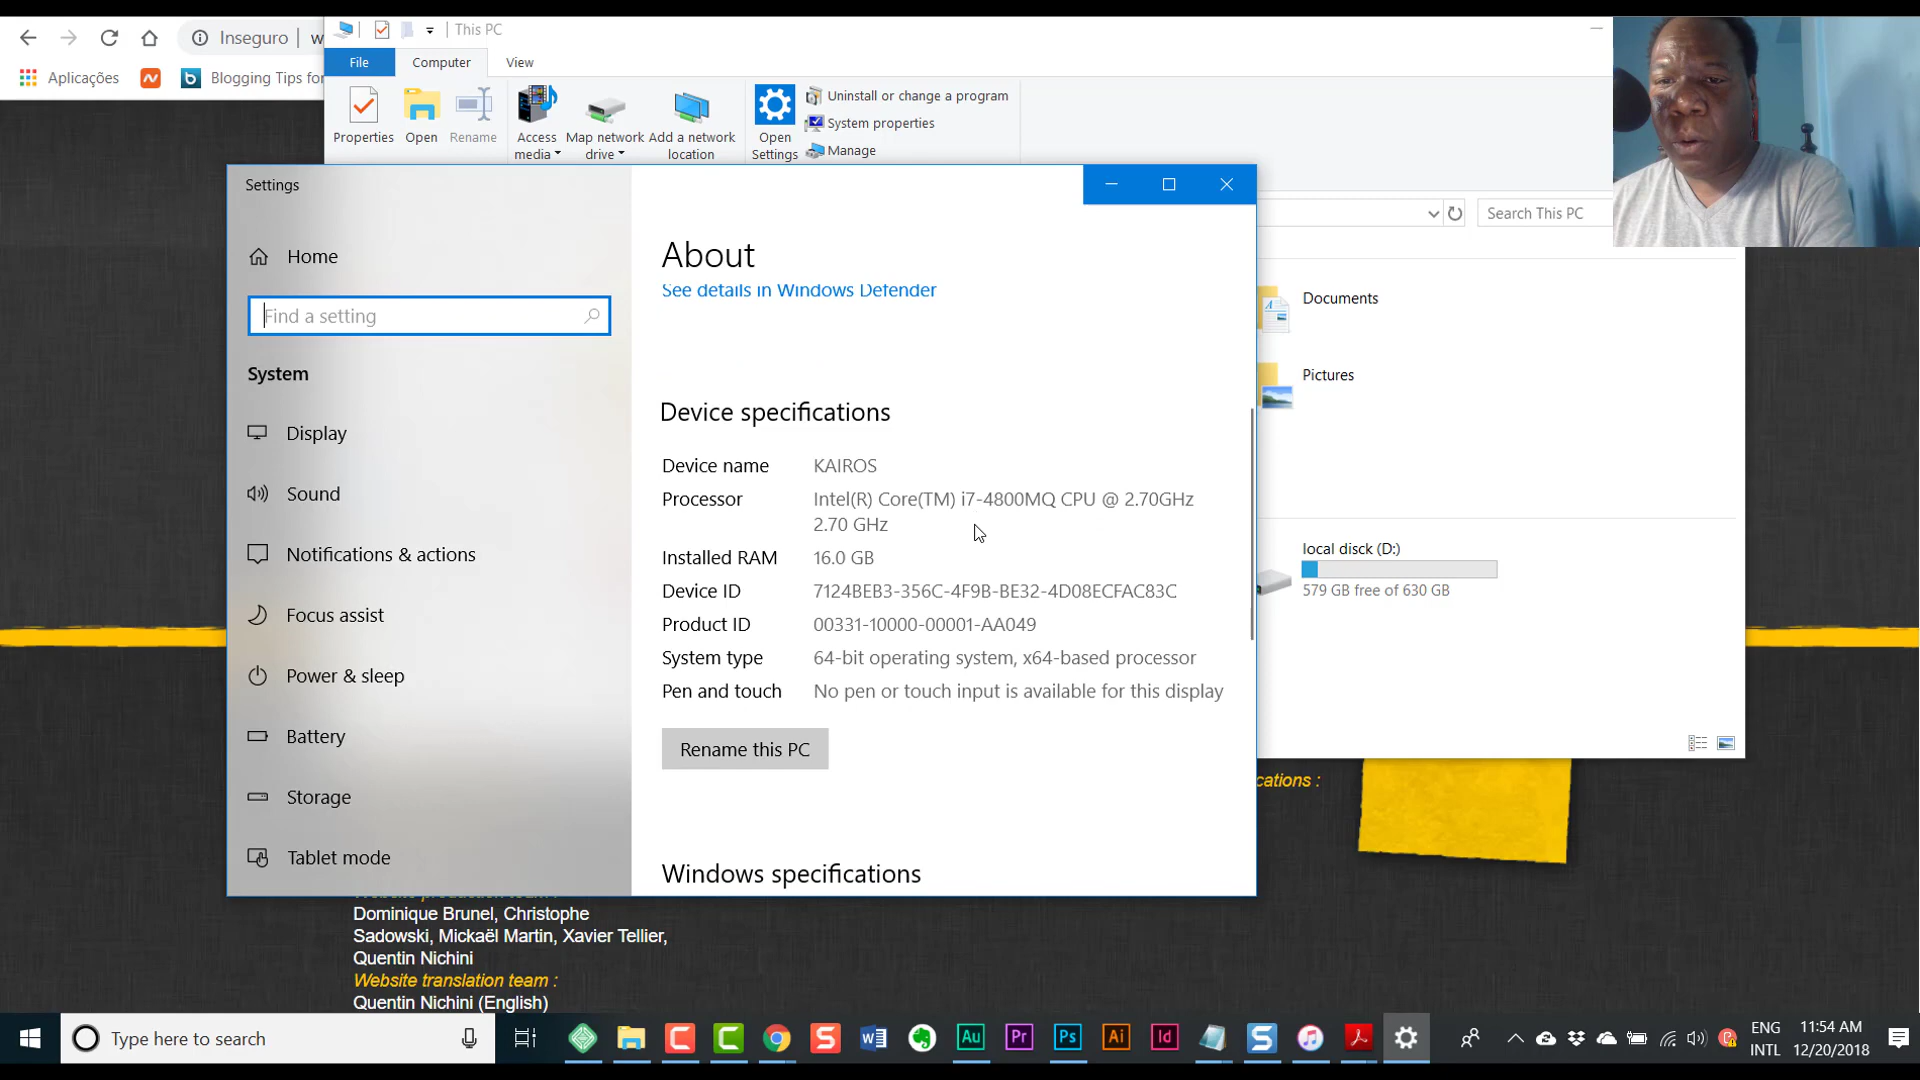 Inseguro
w
Aplicações
Blogging Tips for
This PC
File
Computer
View
Properties
Open
Rename
Access media
Map network drive
Add a network location
Open Settings
Uninstall or change a program
System properties
Manage
Search This PC
Settings
Home
Find a setting
System
Display
Sound
Notifications & actions
Focus assist
Power & sleep
Battery
Storage
Tablet mode
About
See details in Windows Defender
Device specifications
Device name KAIROS
Processor Intel(R) Core(TM) i7-4800MQ CPU @ 2.70GHz
2.70 GHz
Installed RAM 16.0 GB
Device ID 7124BEB3-356C-4F9B-BE32-4D08ECFAC83C
Product ID 00331-10000-00001-AA049
System type 64-bit operating system, x64-based processor
Pen and touch No pen or touch input is available for this display
Rename this PC
Windows specifications
Documents
Pictures
local disck (D:)
579 GB free of 630 GB
cations :
Dominique Brunel, Christophe
Sadowski, Mickaël Martin, Xavier Tellier,
Quentin Nichini
Website translation team :
Quentin Nichini (English)
Type here to search
Au
Pr
Ps
Ai
Id
ENG
INTL
11:54 AM
12/20/2018